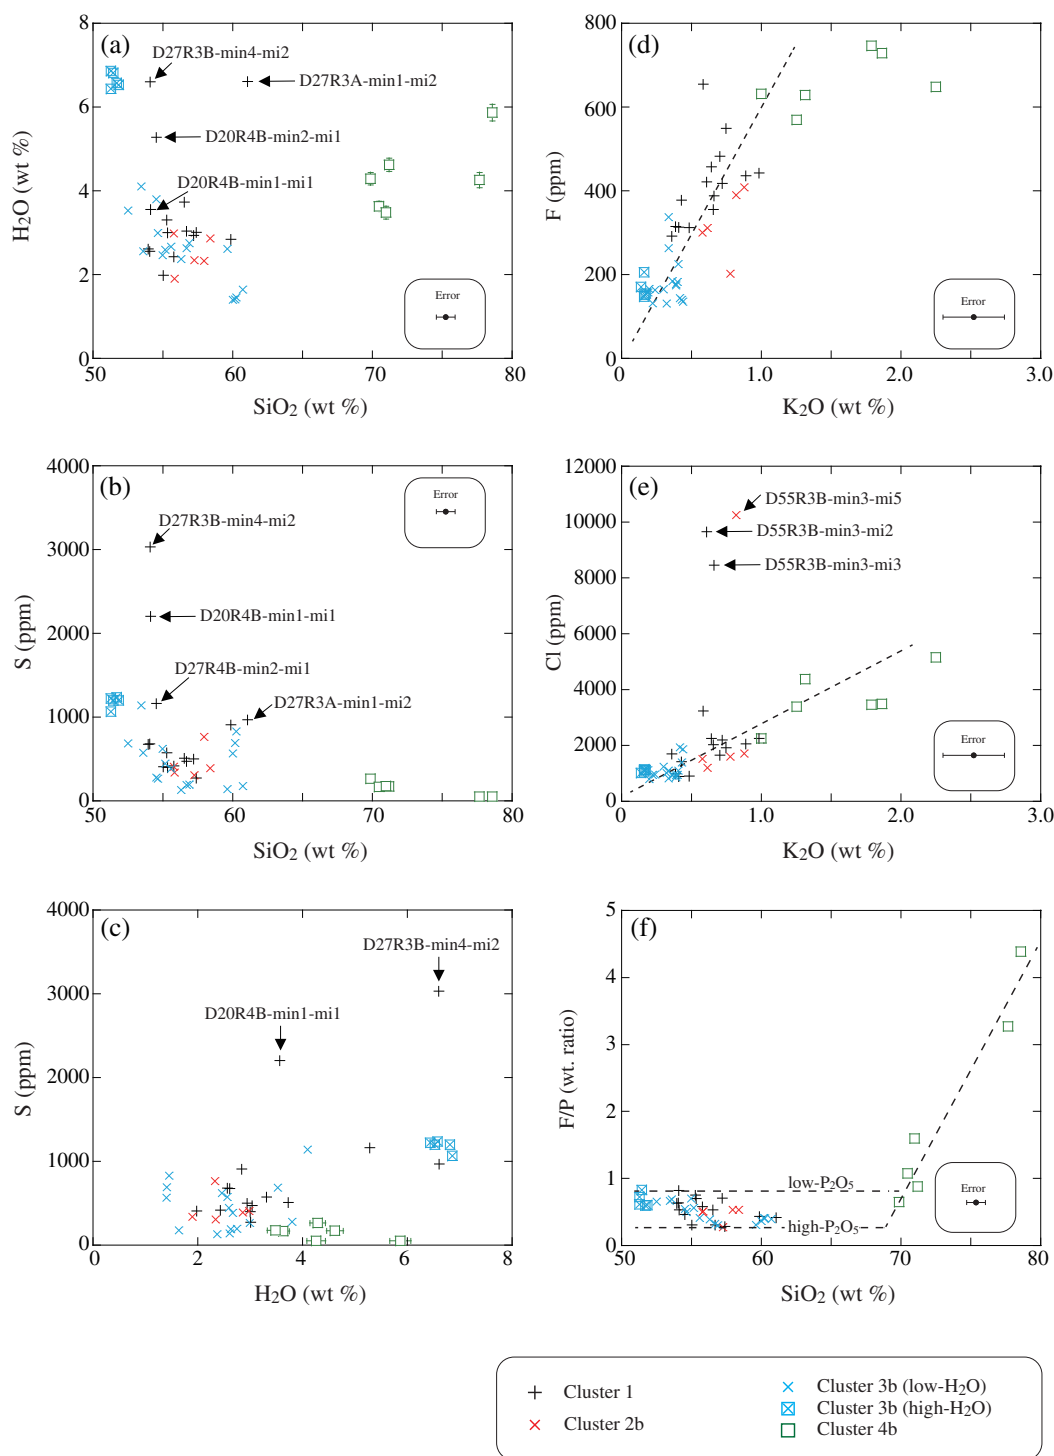 (a)
D27R3B-min4-mi2
D27R3A-min1-mi2
D20R4B-min2-mi1
D20R4B-min1-mi1
Error
8
6
4
2
0
H2O (wt %)
50
60
70
80
SiO2 (wt %)
(d)
800
600
400
200
0
F (ppm)
Error
0
1.0
2.0
3.0
K2O (wt %)
(b)
Error
D27R3B-min4-mi2
D20R4B-min1-mi1
D27R4B-min2-mi1
D27R3A-min1-mi2
4000
3000
2000
1000
0
S (ppm)
50
60
70
80
SiO2 (wt %)
(e)
D55R3B-min3-mi5
D55R3B-min3-mi2
D55R3B-min3-mi3
12000
10000
8000
6000
4000
2000
0
Cl (ppm)
Error
0
1.0
2.0
3.0
K2O (wt %)
(c)
D27R3B-min4-mi2
D20R4B-min1-mi1
4000
3000
2000
1000
0
S (ppm)
0
2
4
6
8
H2O (wt %)
(f)
5
4
3
2
1
0
F/P (wt. ratio)
Error
low-P2O5
high-P2O5
50
60
70
80
SiO2 (wt %)
Cluster 1
Cluster 2b
Cluster 3b (low-H2O)
Cluster 3b (high-H2O)
Cluster 4b